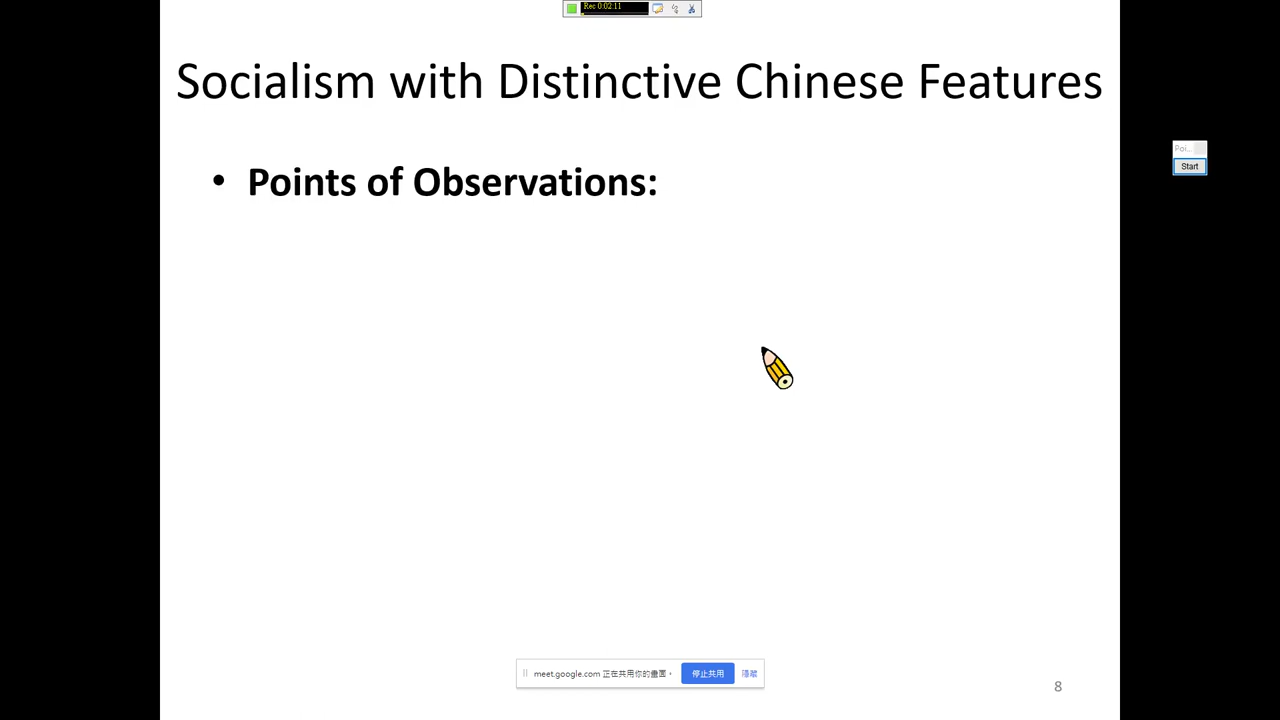 Rec 0:02:11
Socialism with Distinctive Chinese Features
Poi...
Start
• Points of Observations:
meet.google.com 正在共用你的畫面。 停止共用 隱藏
8